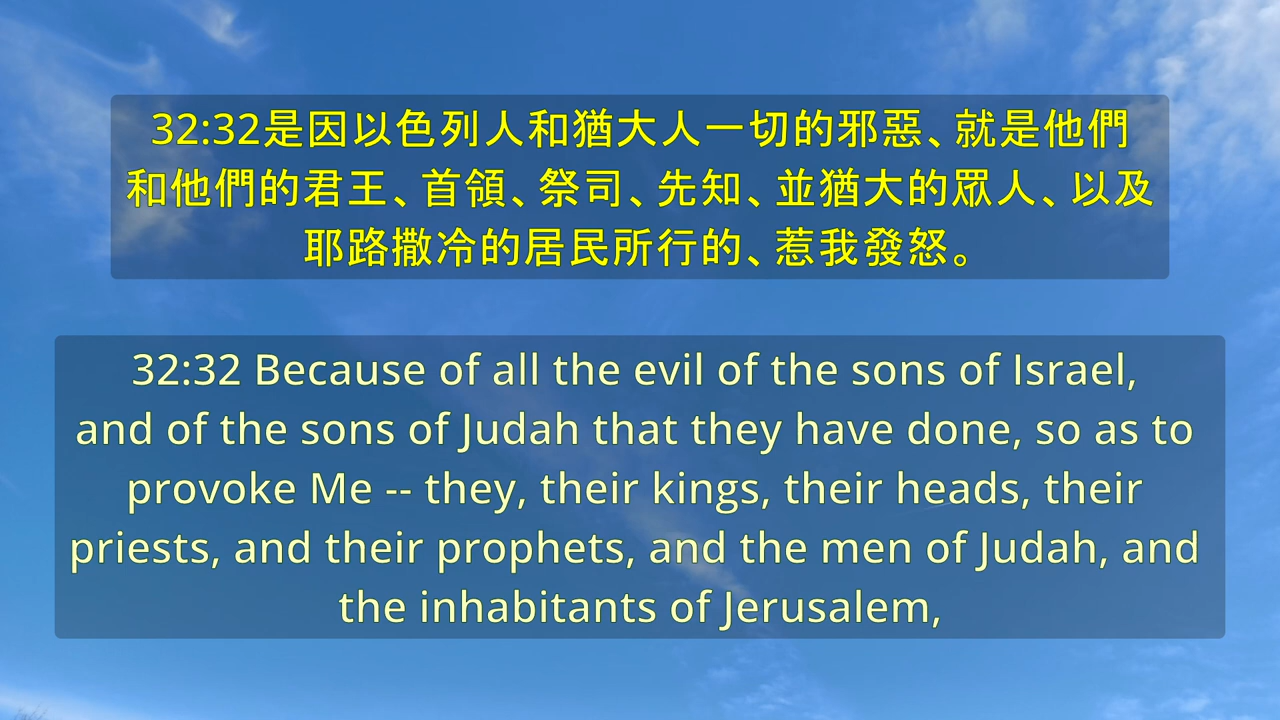 32:32是因以色列人和猶大人一切的邪惡、就是他們
和他們的君王、首領、祭司、先知、並猶大的眾人、以及
耶路撒冷的居民所行的、惹我發怒。
32:32 Because of all the evil of the sons of Israel,
and of the sons of Judah that they have done, so as to
provoke Me -- they, their kings, their heads, their
priests, and their prophets, and the men of Judah, and
the inhabitants of Jerusalem,